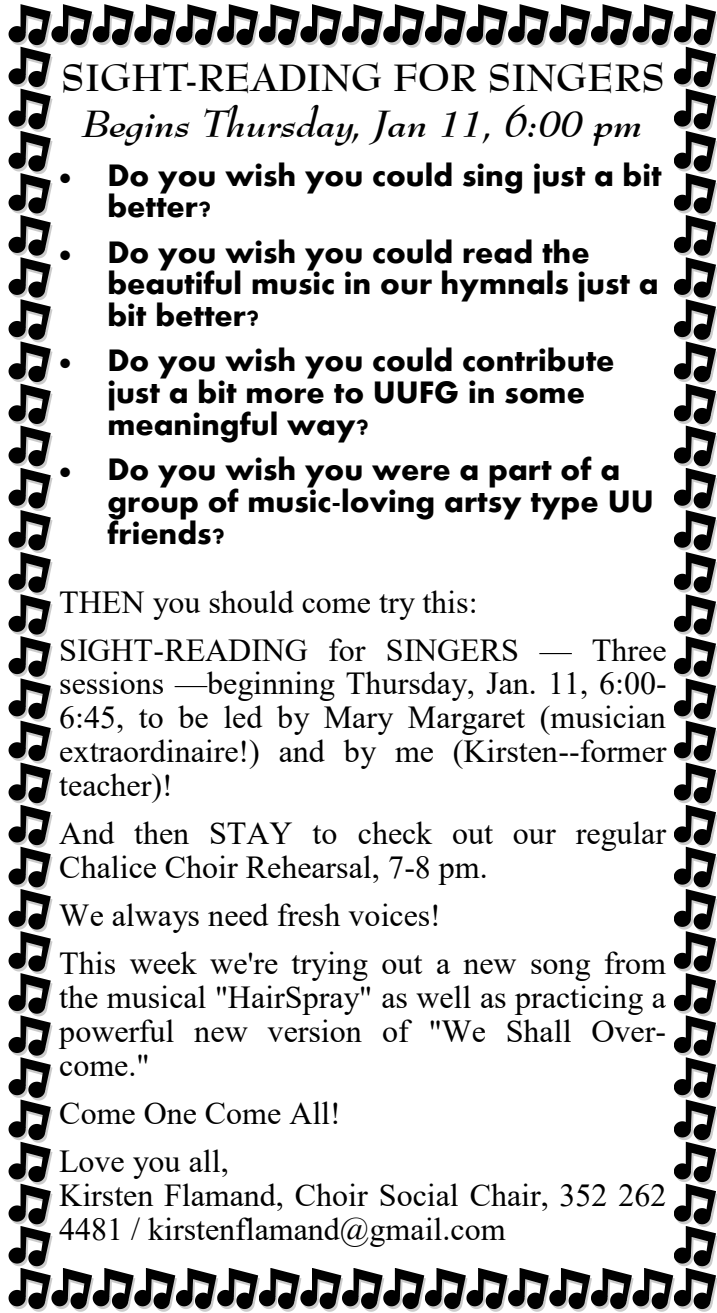 SIGHT-READING FOR SINGERS
Begins Thursday, Jan 11, 6:00 pm
• Do you wish you could sing just a bit
better?
• Do you wish you could read the
beautiful music in our hymnals just a
bit better?
• Do you wish you could contribute
just a bit more to UUFG in some
meaningful way?
• Do you wish you were a part of a
group of music-loving artsy type UU
friends?
THEN you should come try this:
SIGHT-READING for SINGERS — Three
sessions —beginning Thursday, Jan. 11, 6:00-
6:45, to be led by Mary Margaret (musician
extraordinaire!) and by me (Kirsten--former
teacher)!
And then STAY to check out our regular
Chalice Choir Rehearsal, 7-8 pm.
We always need fresh voices!
This week we're trying out a new song from
the musical "HairSpray" as well as practicing a
powerful new version of "We Shall Over-
come."
Come One Come All!
Love you all,
Kirsten Flamand, Choir Social Chair, 352 262
4481 / kirstenflamand@gmail.com